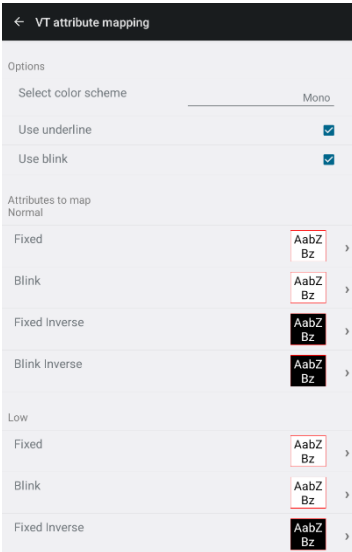 VT attribute mapping
Options
Select color scheme
Mono
Use underline
Use blink
Attributes to map
Normal
Fixed
AabZ
Bz
Blink
AabZ
Bz
Fixed Inverse
AabZ
Bz
Blink Inverse
AabZ
Bz
Low
Fixed
AabZ
Bz
Blink
AabZ
Bz
Fixed Inverse
AabZ
Bz